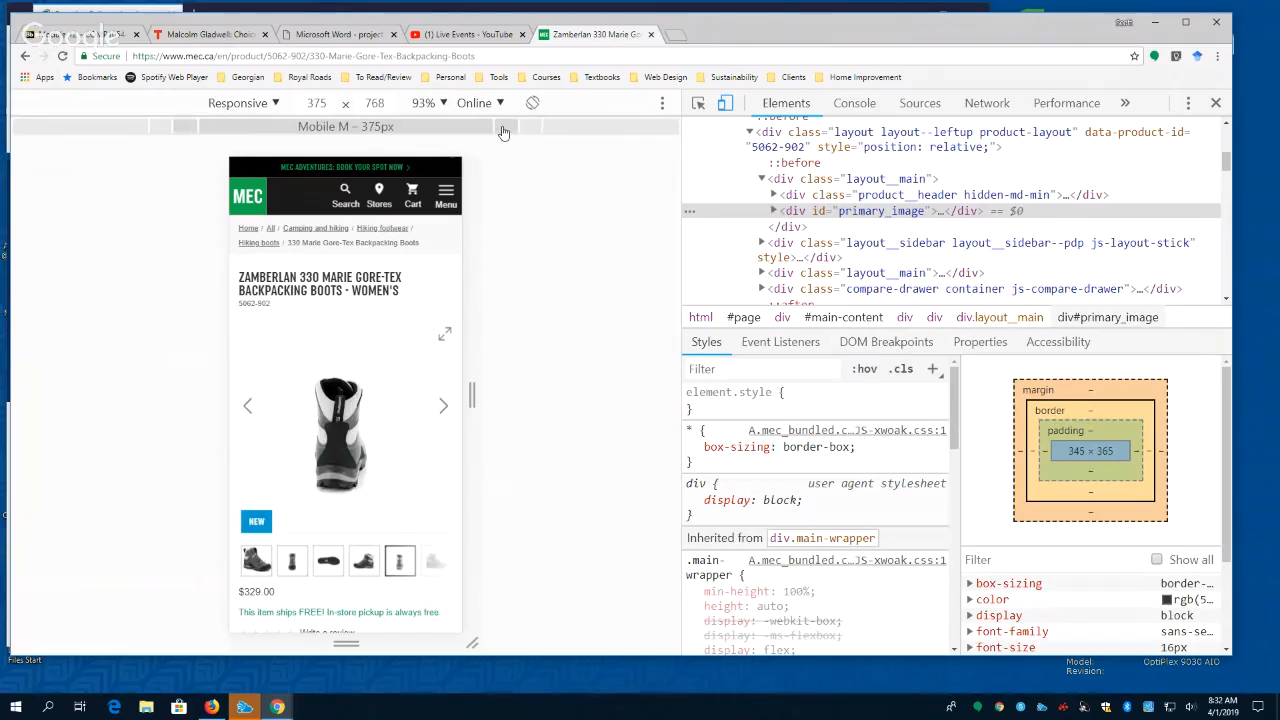 Google
Malcolm Gladwell: Choic
Microsoft Word - project
(1) Live Events - YouTube
Zamberlan 330 Marie Go
Secure
https://www.mec.ca/en/product/5062-902/330-Marie-Gore-Tex-Backpacking-Boots
Apps
Bookmarks
Spotify Web Player
Georgian
Royal Roads
To Read/Review
Personal
Tools
Courses
Textbooks
Web Design
Sustainability
Clients
Home Improvement
Responsive ▼ 375 × 768 93% ▼ Online ▼
Mobile M – 375px
MEC ADVENTURES: BOOK YOUR SPOT NOW >
MEC
Search Stores Cart Menu
Home / All / Camping and hiking / Hiking footwear /
Hiking boots / 330 Marie Gore-Tex Backpacking Boots
ZAMBERLAN 330 MARIE GORE-TEX
BACKPACKING BOOTS - WOMEN'S
5062-902
NEW
$329.00
This item ships FREE! In-store pickup is always free.
Write a review
Elements Console Sources Network Performance »
::before
▼<div class="layout layout--leftup product-layout" data-product-id=
"5062-902" style="position: relative;">
::before
▼<div class="layout__main">
▶<div class="product__header hidden-md-min">…</div>
… ▶<div id="primary_image">…</div> == $0
</div>
▶<div class="layout__sidebar layout__sidebar--pdp js-layout-stick"
style>…</div>
▶<div class="layout__main">…</div>
▶<div class="compare-drawer container js-compare-drawer">…</div>
::after
html #page div #main-content div div div.layout__main div#primary_image
Styles Event Listeners DOM Breakpoints Properties Accessibility
Filter :hov .cls +
element.style {
}
* { A.mec_bundled.c…JS-xwoak.css:1
box-sizing: border-box;
}
div { user agent stylesheet
display: block;
}
Inherited from div.main-wrapper
.main- A.mec_bundled.c…JS-xwoak.css:1
wrapper {
min-height: 100%;
height: auto;
display: -webkit-box;
display: -ms-flexbox;
display: flex;
margin –
border –
padding –
345 × 365
Filter Show all
▶ box-sizing border-…
▶ color rgb(5…
▶ display block
▶ font-family sans-se…
▶ font-size 16px
Files Start
Model: OptiPlex 9030 AIO
Revision:
8:32 AM
4/1/2019